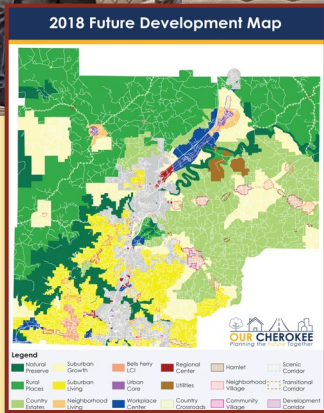 2018 Future Development Map
OUR CHEROKEE
Planning the Future Together
Legend
Natural Preserve
Suburban Growth
Bells Ferry LCI
Regional Center
Hamlet
Scenic Corridor
Rural Places
Suburban Living
Urban Core
Utilities
Neighborhood Village
Transitional Corridor
Country Estates
Neighborhood Living
Workplace Center
Country Crossroads
Community Village
Development Corridor